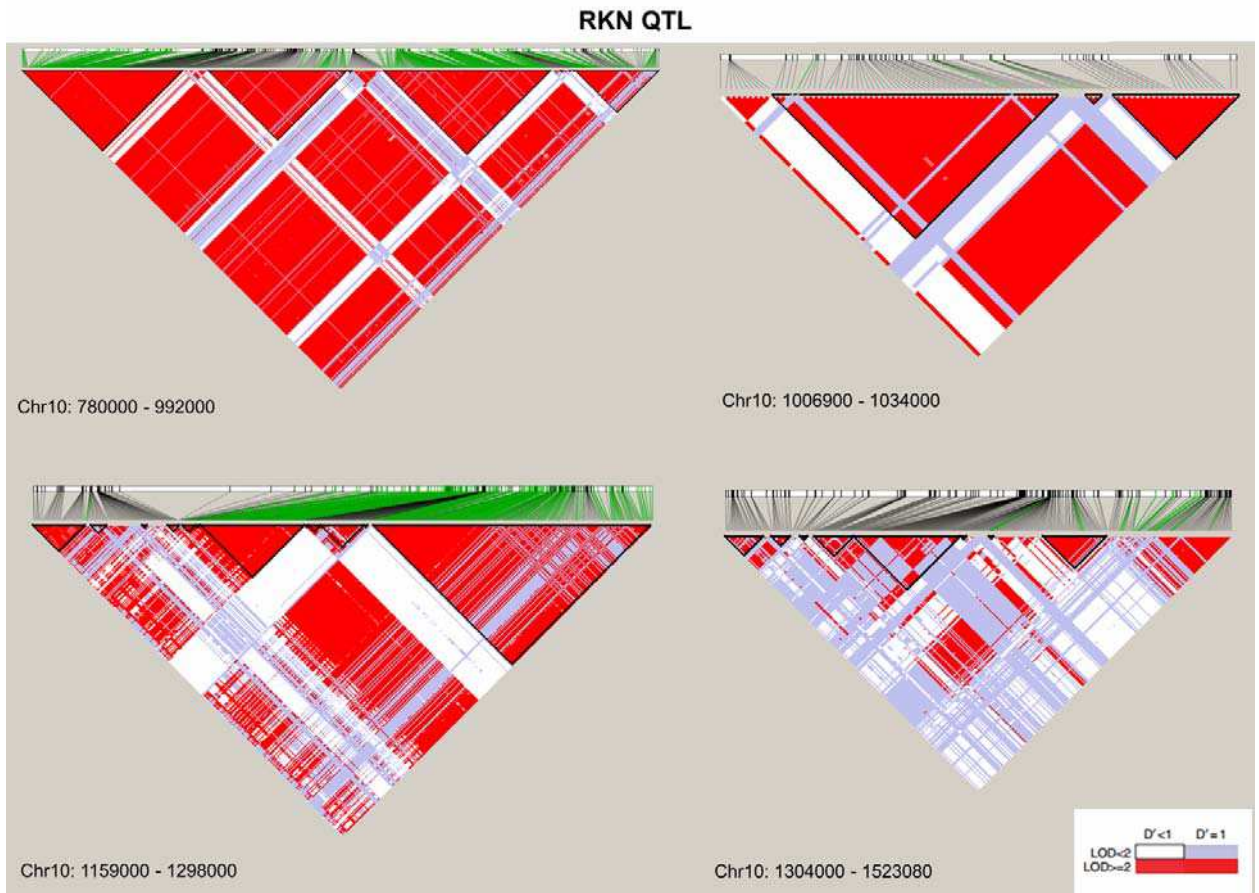 RKN QTL
Chr10: 780000 - 992000
Chr10: 1006900 - 1034000
Chr10: 1159000 - 1298000
Chr10: 1304000 - 1523080
D'<1 D'=1
LOD<2
LOD>=2